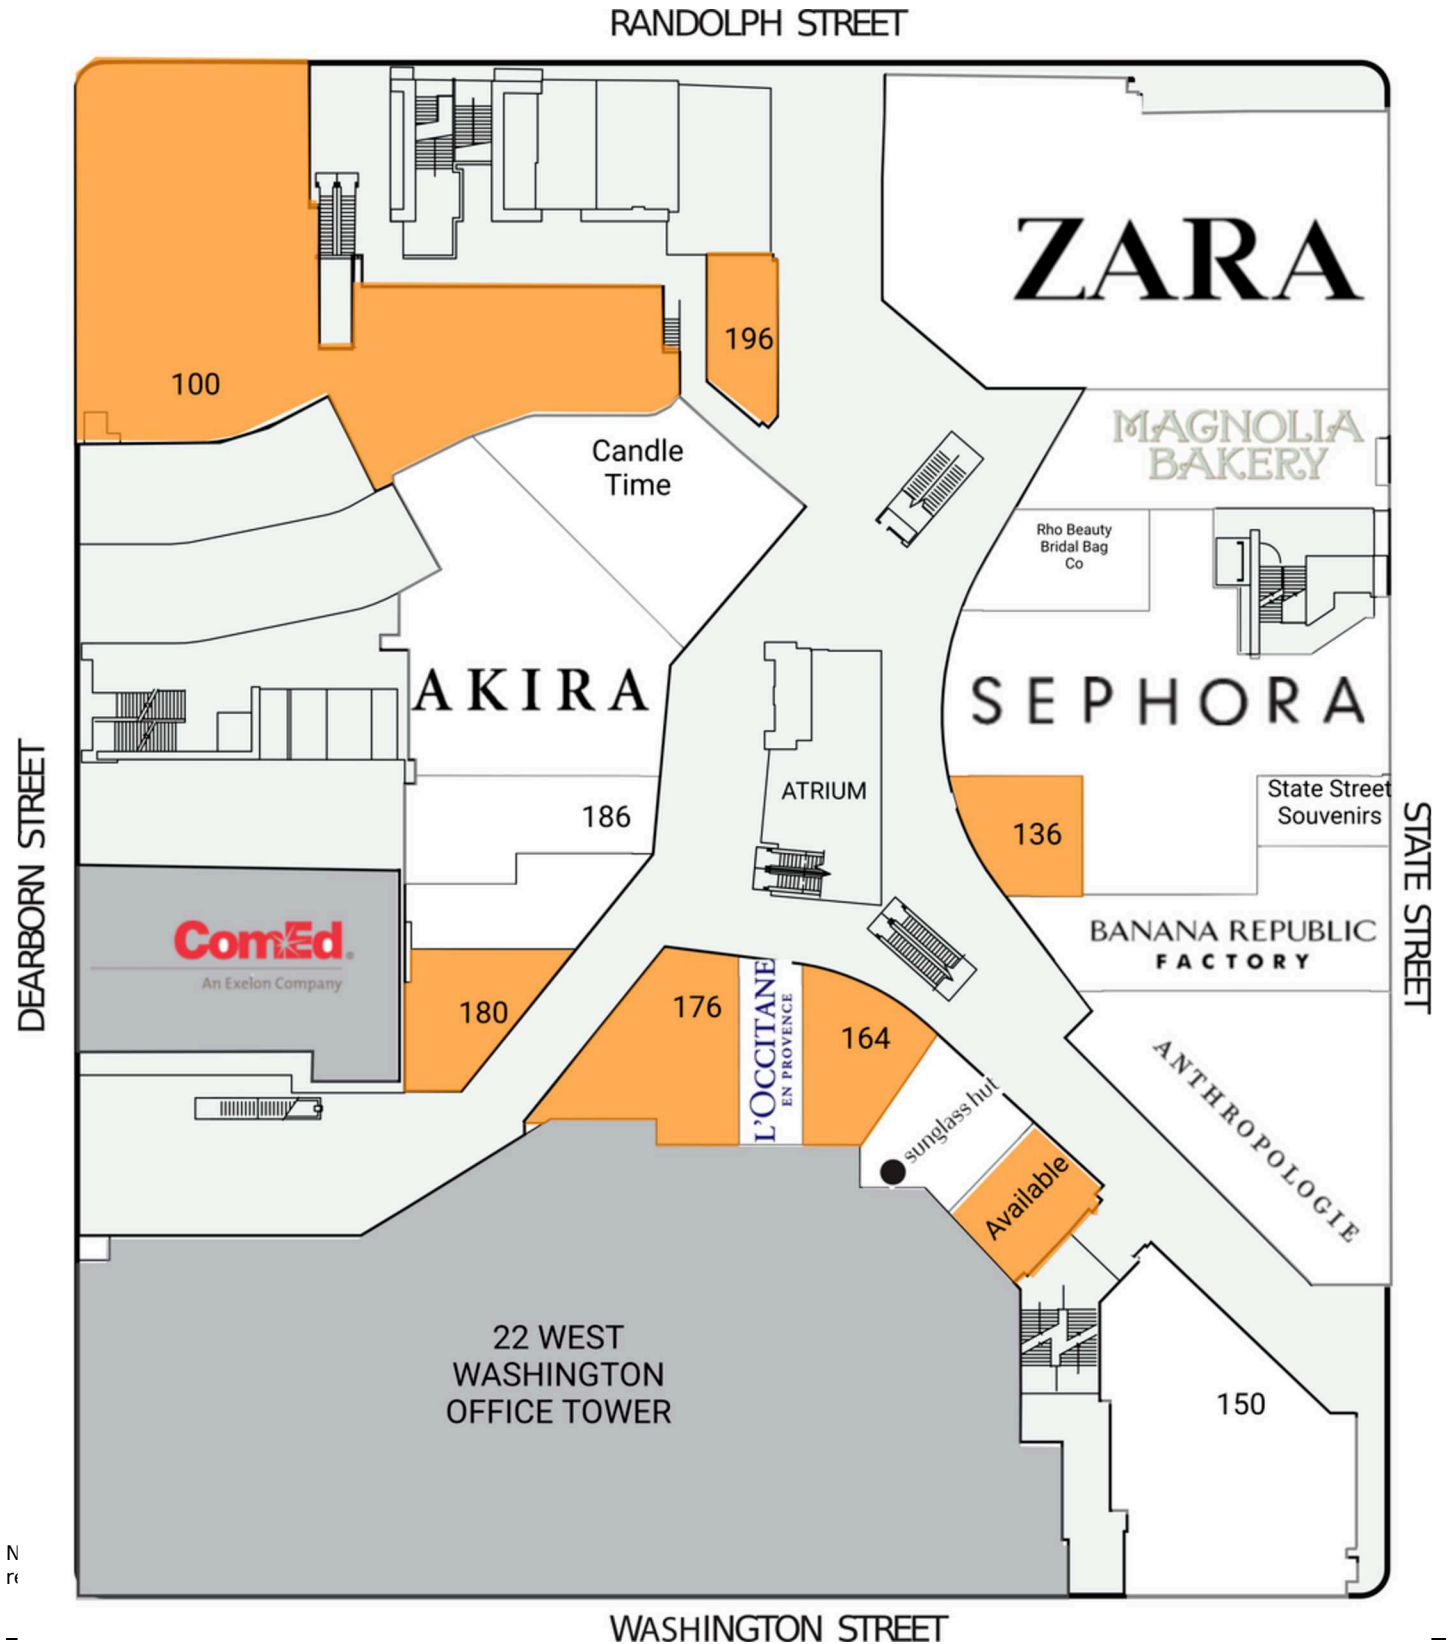 RANDOLPH STREET
ZARA
196
100
MAGNOLIA
BAKERY
Candle
Time
Rho Beauty
Bridal Bag
Co
AKIRA
SEPHORA
ATRIUM
State Street
Souvenirs
186
136
DEARBORN STREET
STATE STREET
ComEd
An Exelon Company
BANANA REPUBLIC
FACTORY
180
176
L'OCCITANE
EN PROVENCE
164
sunglass hut
ANTHROPOLOGIE
Available
22 WEST
WASHINGTON
OFFICE TOWER
150
WASHINGTON STREET